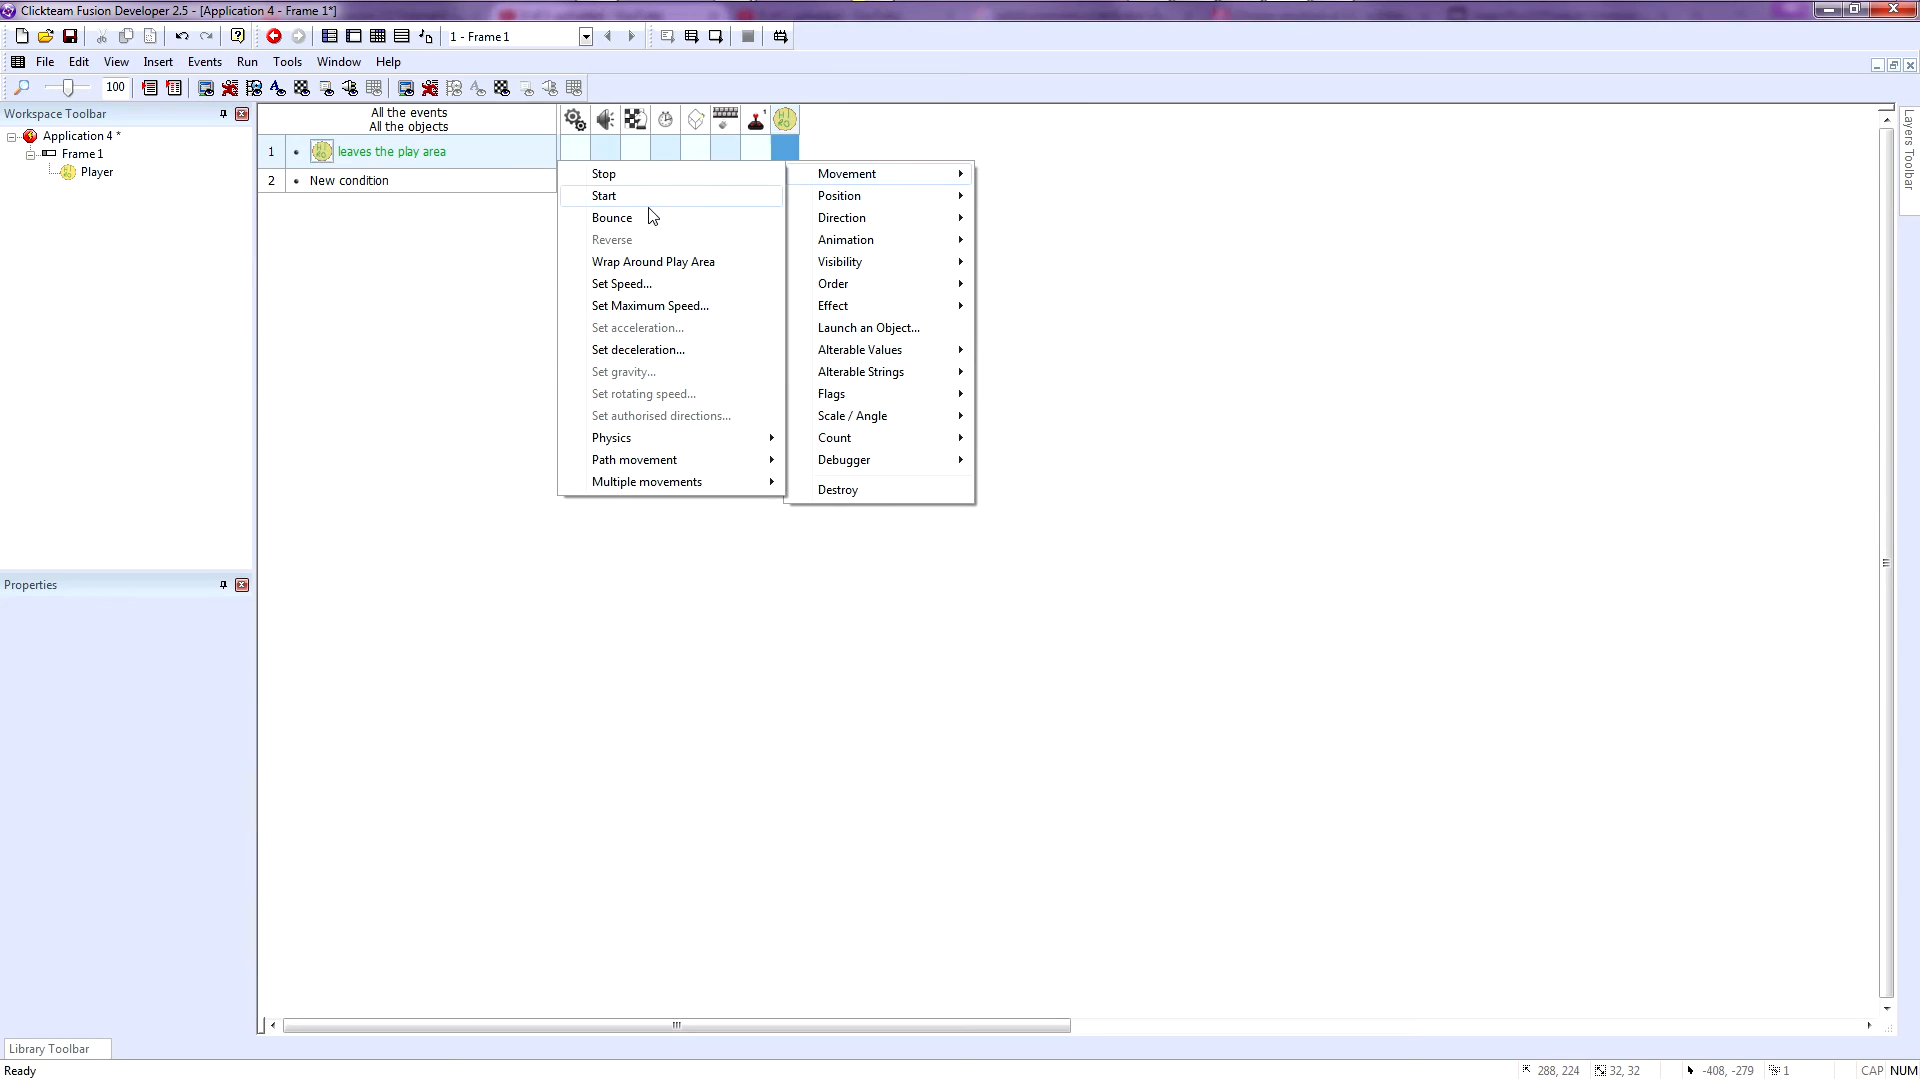 Clickteam Fusion Developer 2.5 - [Application 4 - Frame 1*]
100
1 - Frame 1
File Edit View Insert Events Run Tools Window Help
Workspace Toolbar
Application 4 *
Frame 1
Player
All the events
All the objects
1 • leaves the play area
2 • New condition
Stop
Start
Bounce
Reverse
Wrap Around Play Area
Set Speed...
Set Maximum Speed...
Set acceleration...
Set deceleration...
Set gravity...
Set rotating speed...
Set authorised directions...
Physics
Path movement
Multiple movements
Movement
Position
Direction
Animation
Visibility
Order
Effect
Launch an Object...
Alterable Values
Alterable Strings
Flags
Scale / Angle
Count
Debugger
Destroy
Layers Toolbar
Properties
Library Toolbar
Ready
288, 224
32, 32
-408, -279
1
CAP NUM